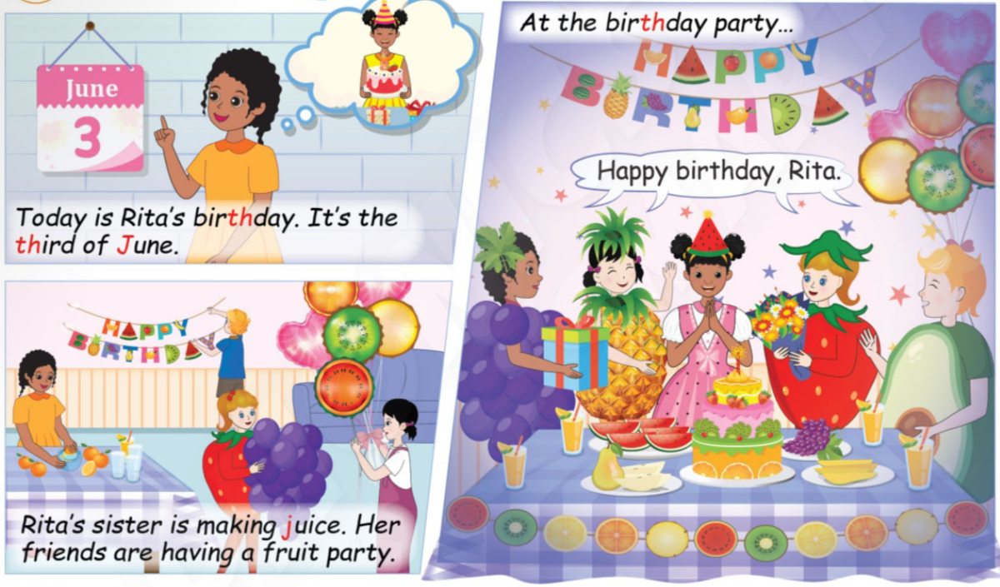 June
3
Today is Rita's birthday. It's the
third of June.
HAPPY
BIRTHDAY
Rita's sister is making juice. Her
friends are having a fruit party.
At the birthday party...
HAPPY
BIRTHDAY
Happy birthday, Rita.